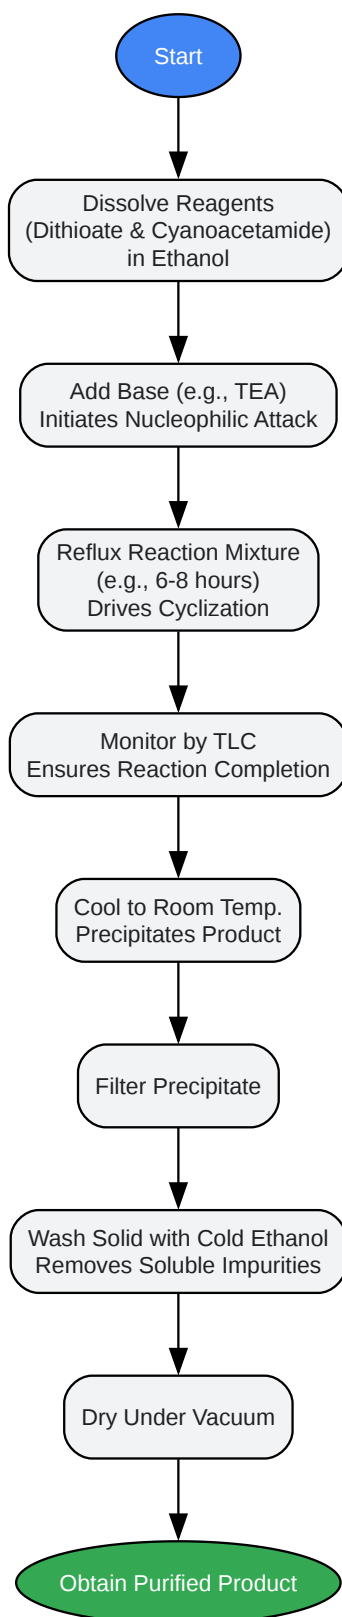 Start
Dissolve Reagents
(Dithioate & Cyanoacetamide)
in Ethanol
Add Base (e.g., TEA)
Initiates Nucleophilic Attack
Reflux Reaction Mixture
(e.g., 6-8 hours)
Drives Cyclization
Monitor by TLC
Ensures Reaction Completion
Cool to Room Temp.
Precipitates Product
Filter Precipitate
Wash Solid with Cold Ethanol
Removes Soluble Impurities
Dry Under Vacuum
Obtain Purified Product